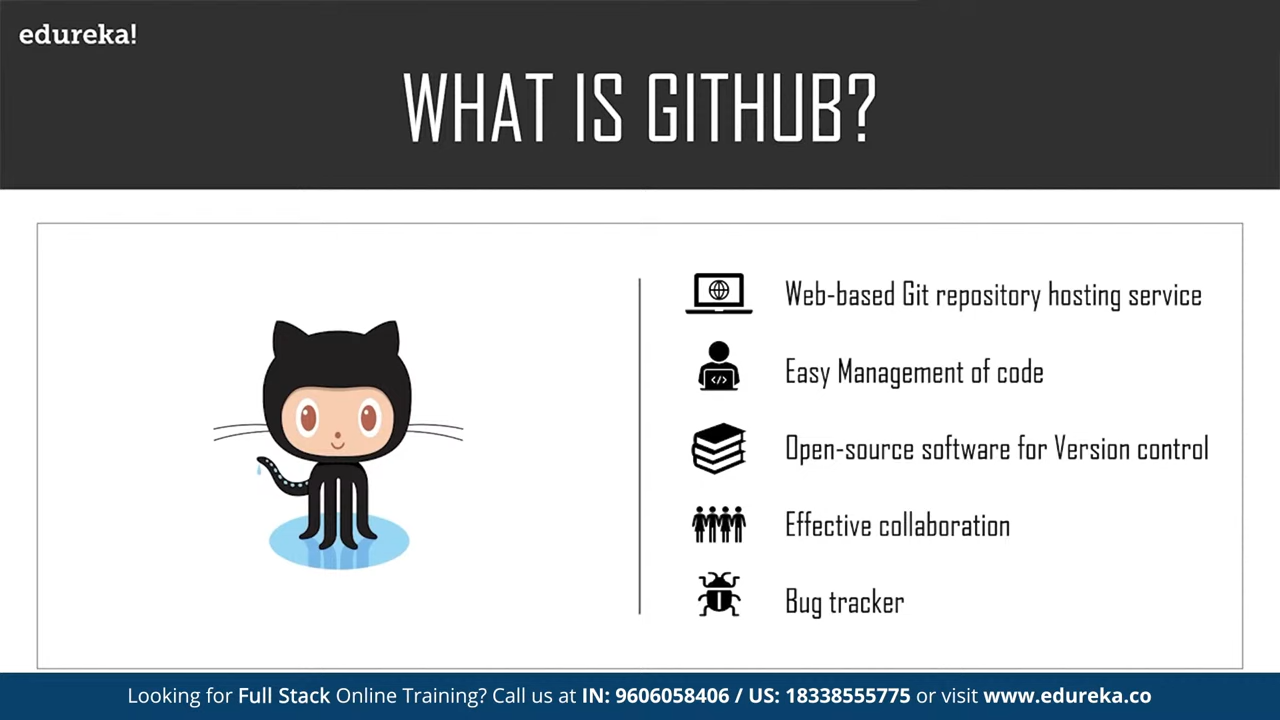 edureka!
WHAT IS GITHUB?
Web-based Git repository hosting service
Easy Management of code
Open-source software for Version control
Effective collaboration
Bug tracker
Looking for Full Stack Online Training? Call us at IN: 9606058406 / US: 18338555775 or visit www.edureka.co